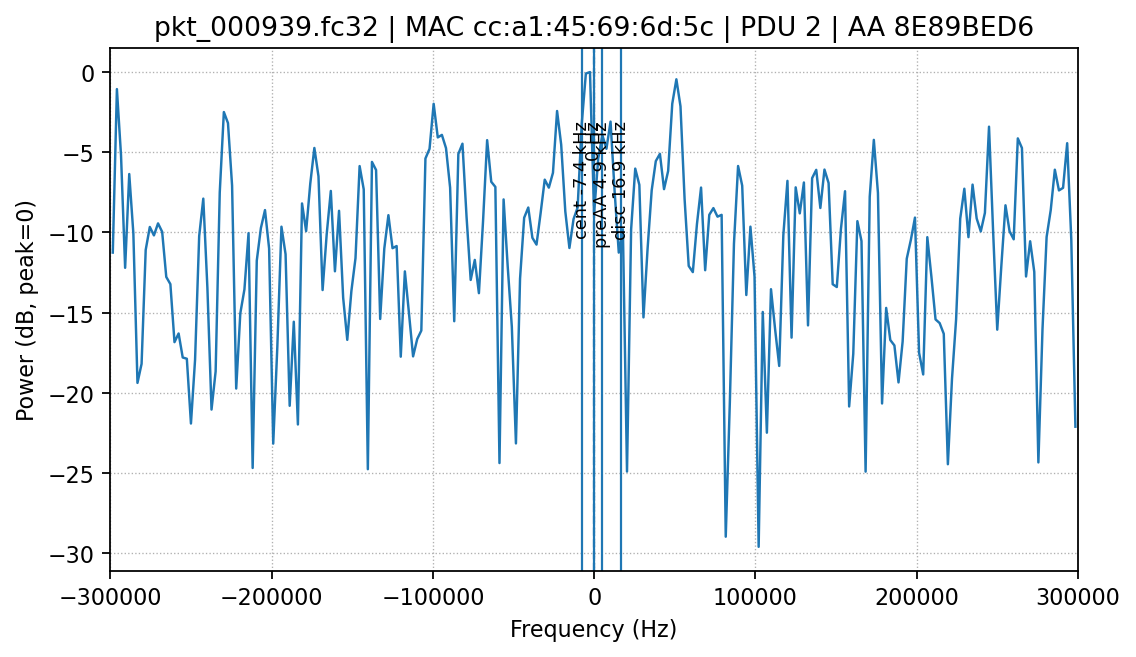 pkt_000939.fc32 | MAC cc:a1:45:69:6d:5c | PDU 2 | AA 8E89BED6
Power (dB, peak=0)
0
−5
−10
−15
−20
−25
−30
cent -7.4 kHz
0 kHz
preAA 4.9 kHz
disc 16.9 kHz
−300000
−200000
−100000
0
100000
200000
300000
Frequency (Hz)